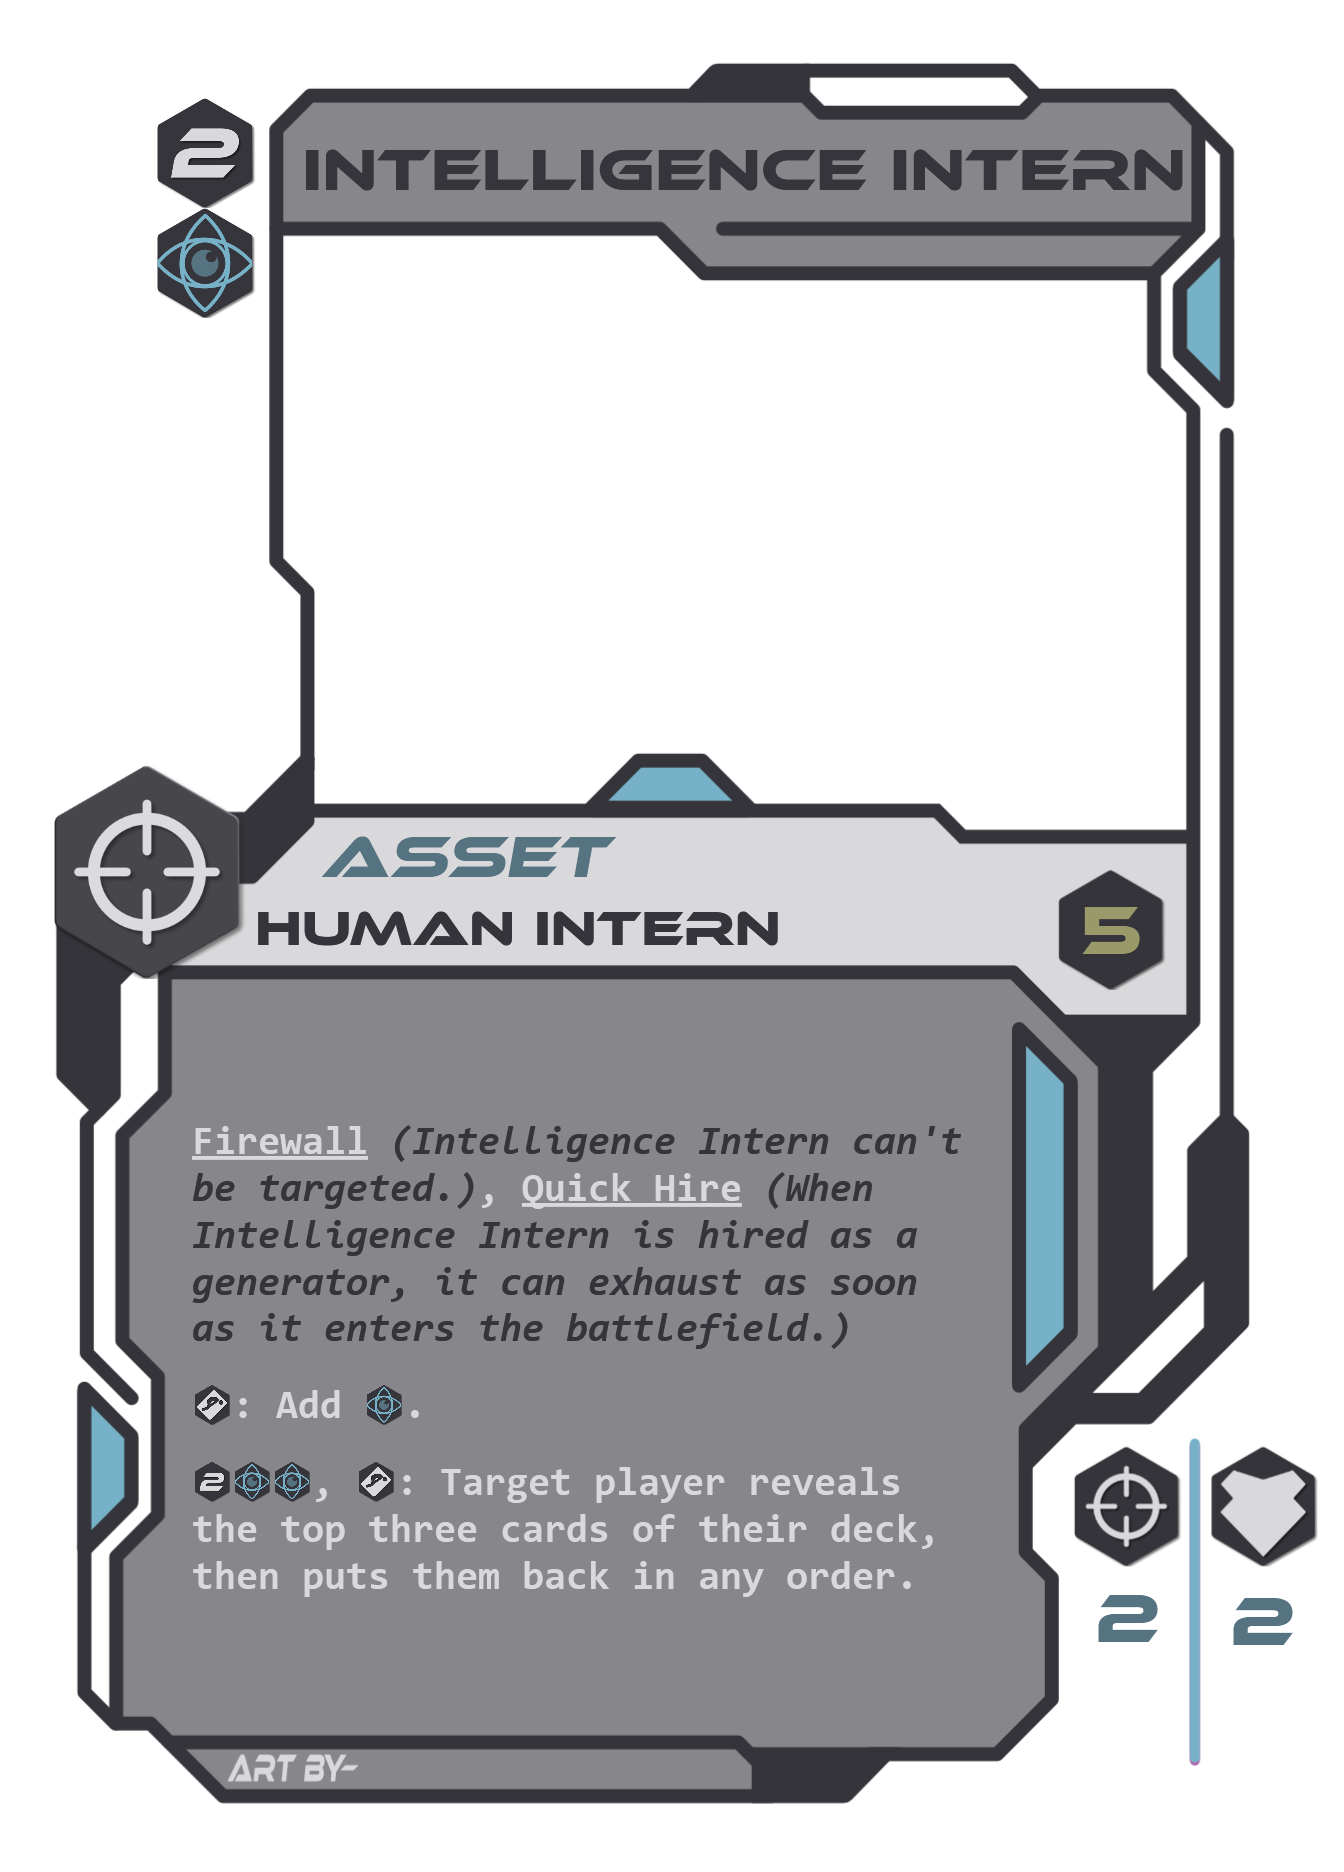 2
INTELLIGENCE INTERN
ASSET
HUMAN INTERN
5
Firewall (Intelligence Intern can't
be targeted.), Quick Hire (When
Intelligence Intern is hired as a
generator, it can exhaust as soon
as it enters the battlefield.)
: Add .
2, : Target player reveals
the top three cards of their deck,
then puts them back in any order.
2
2
ART BY-